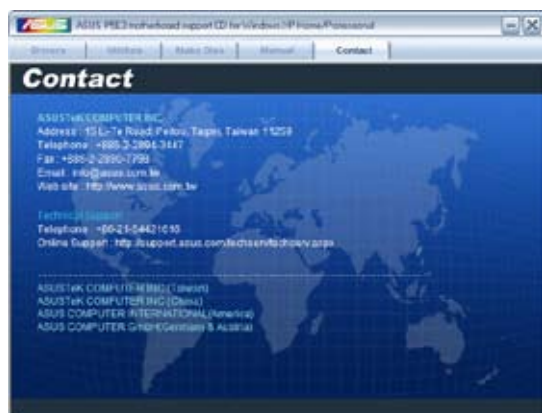 ASUS
ASUS motherboard support CD for Windows XP Home/Professional
Drivers Utilities Make Disk Manual Contact
Contact
ASUSTeK COMPUTER INC.
Address : 15 Li-Te Road, Peitou, Taipei, Taiwan 11259
Telephone : +886-2-2894-3447
Fax : +886-2-2890-7798
Email : info@asus.com.tw
Web site : http://www.asus.com.tw
Technical Support
Telephone : +86-21-54421616
Online Support : http://support.asus.com/techserv/techserv.aspx
ASUSTeK COMPUTER INC.(Taiwan)
ASUSTeK COMPUTER INC.(China)
ASUS COMPUTER INTERNATIONAL(America)
ASUS COMPUTER GmbH(Germany & Austria)